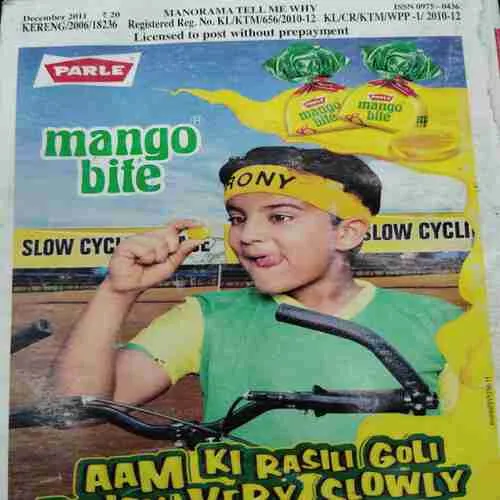 December 2011 ₹ 20 MANORAMA TELL ME WHY ISSN 0975-0436
KERENG/2006/18236 Registered Reg. No. KL/KTM/656/2010-12 KL/CR/KTM/WPP -1/ 2010-12
Licensed to post without prepayment
PARLE
PARLE
mango
bite
PARLE
mango
bite
mango
bite
HONY
SLOW CYCL
SLOW CYCLI
AAM KI RASILI GOLI
VERY SLOWLY